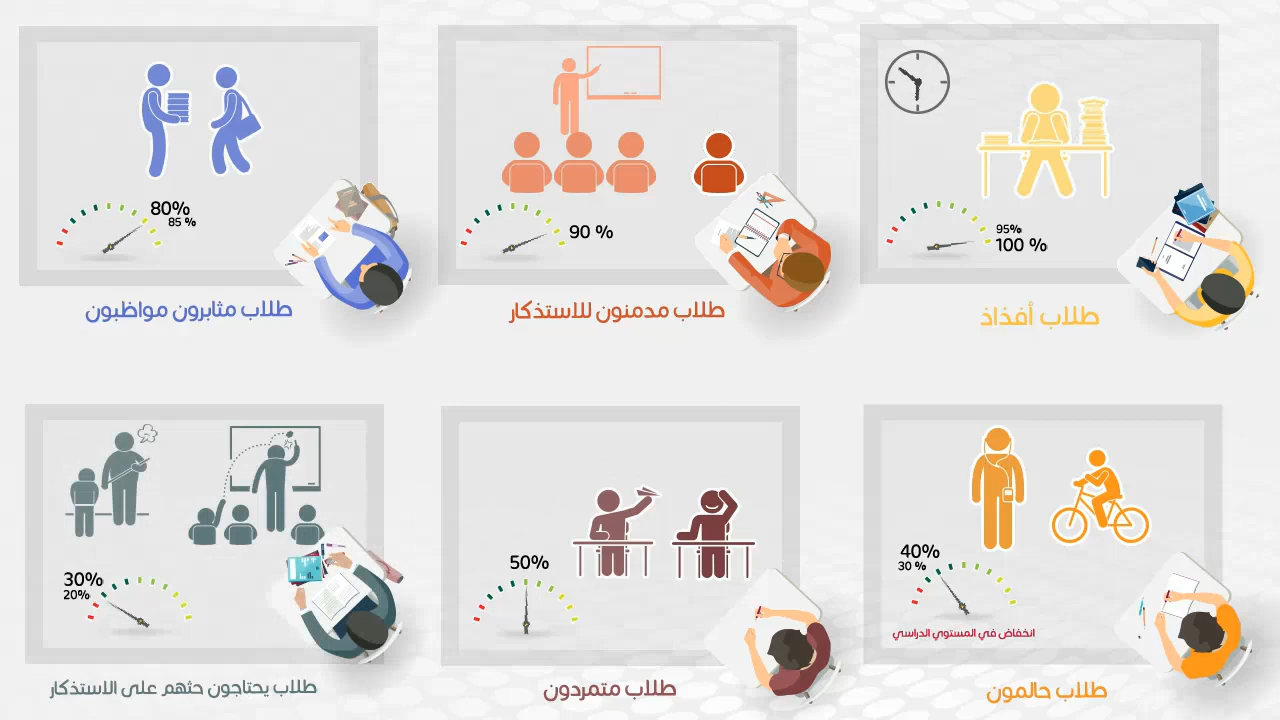 95%
100 %
طلاب أفذاذ
90 %
طلاب مدمنون للاستذكار
80%
85 %
طلاب مثابرون مواظبون
40%
30 %
انخفاض في المستوي الدراسي
طلاب حالمون
50%
طلاب متمردون
30%
20%
طلاب يحتاجون حثهم على الاستذكار